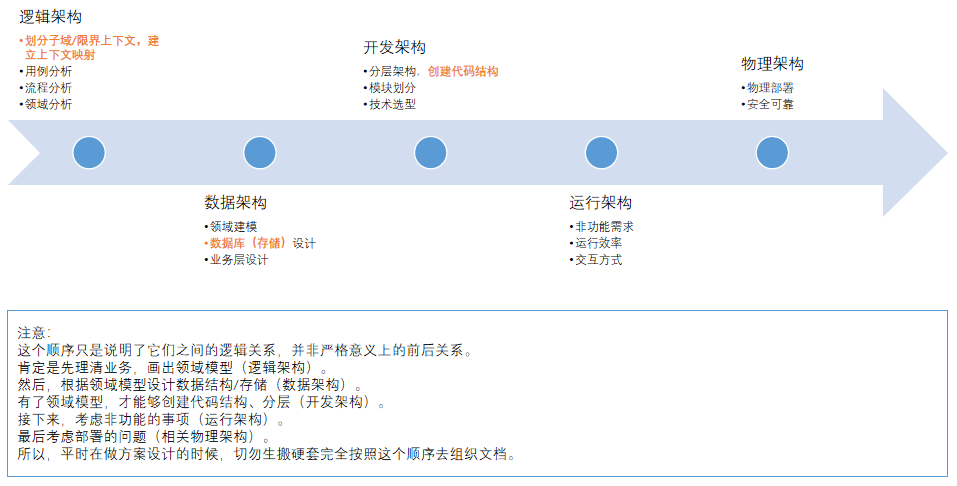 逻辑架构
•划分子域/限界上下文，建
立上下文映射
•用例分析
•流程分析
•领域分析
数据架构
•领域建模
•数据库（存储）设计
•业务层设计
开发架构
•分层架构，创建代码结构
•模块划分
•技术选型
运行架构
•非功能需求
•运行效率
•交互方式
物理架构
•物理部署
•安全可靠
注意：
这个顺序只是说明了它们之间的逻辑关系，并非严格意义上的前后关系。
肯定是先理清业务，画出领域模型（逻辑架构）。
然后，根据领域模型设计数据结构/存储（数据架构）。
有了领域模型，才能够创建代码结构、分层（开发架构）。
接下来，考虑非功能的事项（运行架构）。
最后考虑部署的问题（相关物理架构）。
所以，平时在做方案设计的时候，切勿生搬硬套完全按照这个顺序去组织文档。